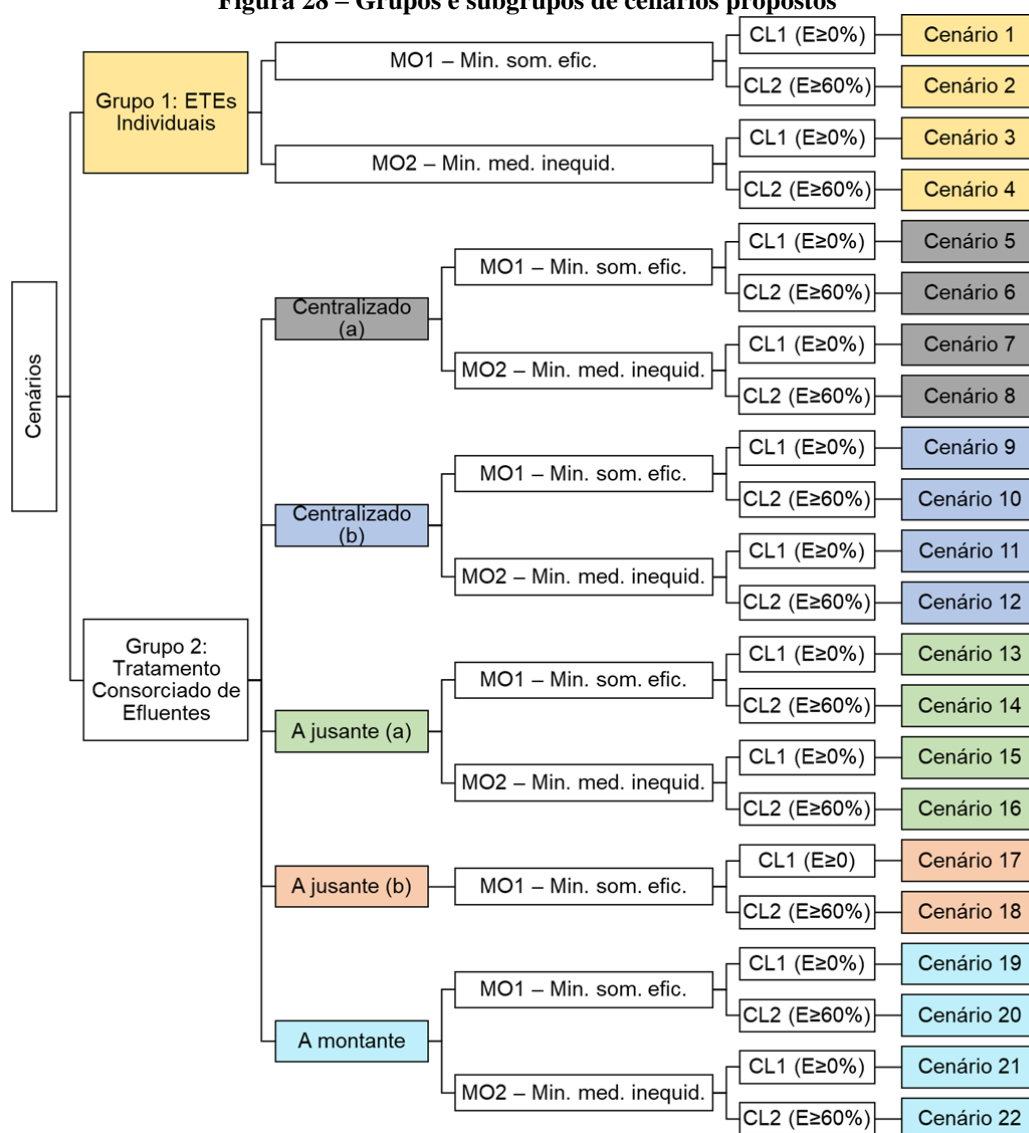 Figura 28 – Grupos e subgrupos de cenários propostos
Cenários
Grupo 1: ETEs
Individuais
MO1 – Min. som. efic.
CL1 (E≥0%)
Cenário 1
CL2 (E≥60%)
Cenário 2
MO2 – Min. med. inequid.
CL1 (E≥0%)
Cenário 3
CL2 (E≥60%)
Cenário 4
Grupo 2:
Tratamento
Consorciado de
Efluentes
Centralizado
(a)
MO1 – Min. som. efic.
CL1 (E≥0%)
Cenário 5
CL2 (E≥60%)
Cenário 6
MO2 – Min. med. inequid.
CL1 (E≥0%)
Cenário 7
CL2 (E≥60%)
Cenário 8
Centralizado
(b)
MO1 – Min. som. efic.
CL1 (E≥0%)
Cenário 9
CL2 (E≥60%)
Cenário 10
MO2 – Min. med. inequid.
CL1 (E≥0%)
Cenário 11
CL2 (E≥60%)
Cenário 12
A jusante (a)
MO1 – Min. som. efic.
CL1 (E≥0%)
Cenário 13
CL2 (E≥60%)
Cenário 14
MO2 – Min. med. inequid.
CL1 (E≥0%)
Cenário 15
CL2 (E≥60%)
Cenário 16
A jusante (b)
MO1 – Min. som. efic.
CL1 (E≥0)
Cenário 17
CL2 (E≥60%)
Cenário 18
A montante
MO1 – Min. som. efic.
CL1 (E≥0%)
Cenário 19
CL2 (E≥60%)
Cenário 20
MO2 – Min. med. inequid.
CL1 (E≥0%)
Cenário 21
CL2 (E≥60%)
Cenário 22